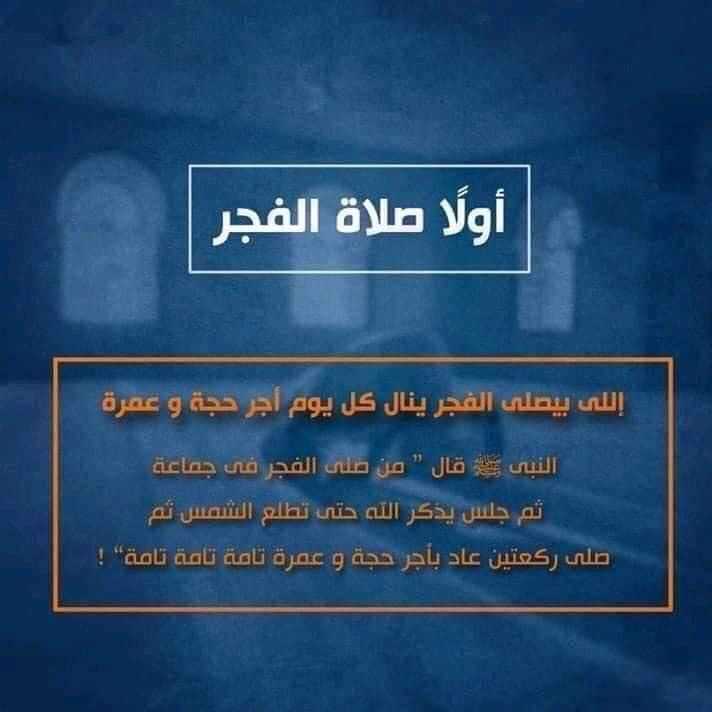 أولًا صلاة الفجر
إللى بيصلى الفجر ينال كل يوم أجر حجة و عمرة
النبى ﷺ قال " من صلى الفجر فى جماعة
ثم جلس يذكر الله حتى تطلع الشمس ثم
صلى ركعتين عاد بأجر حجة و عمرة تامة تامة تامة“ !